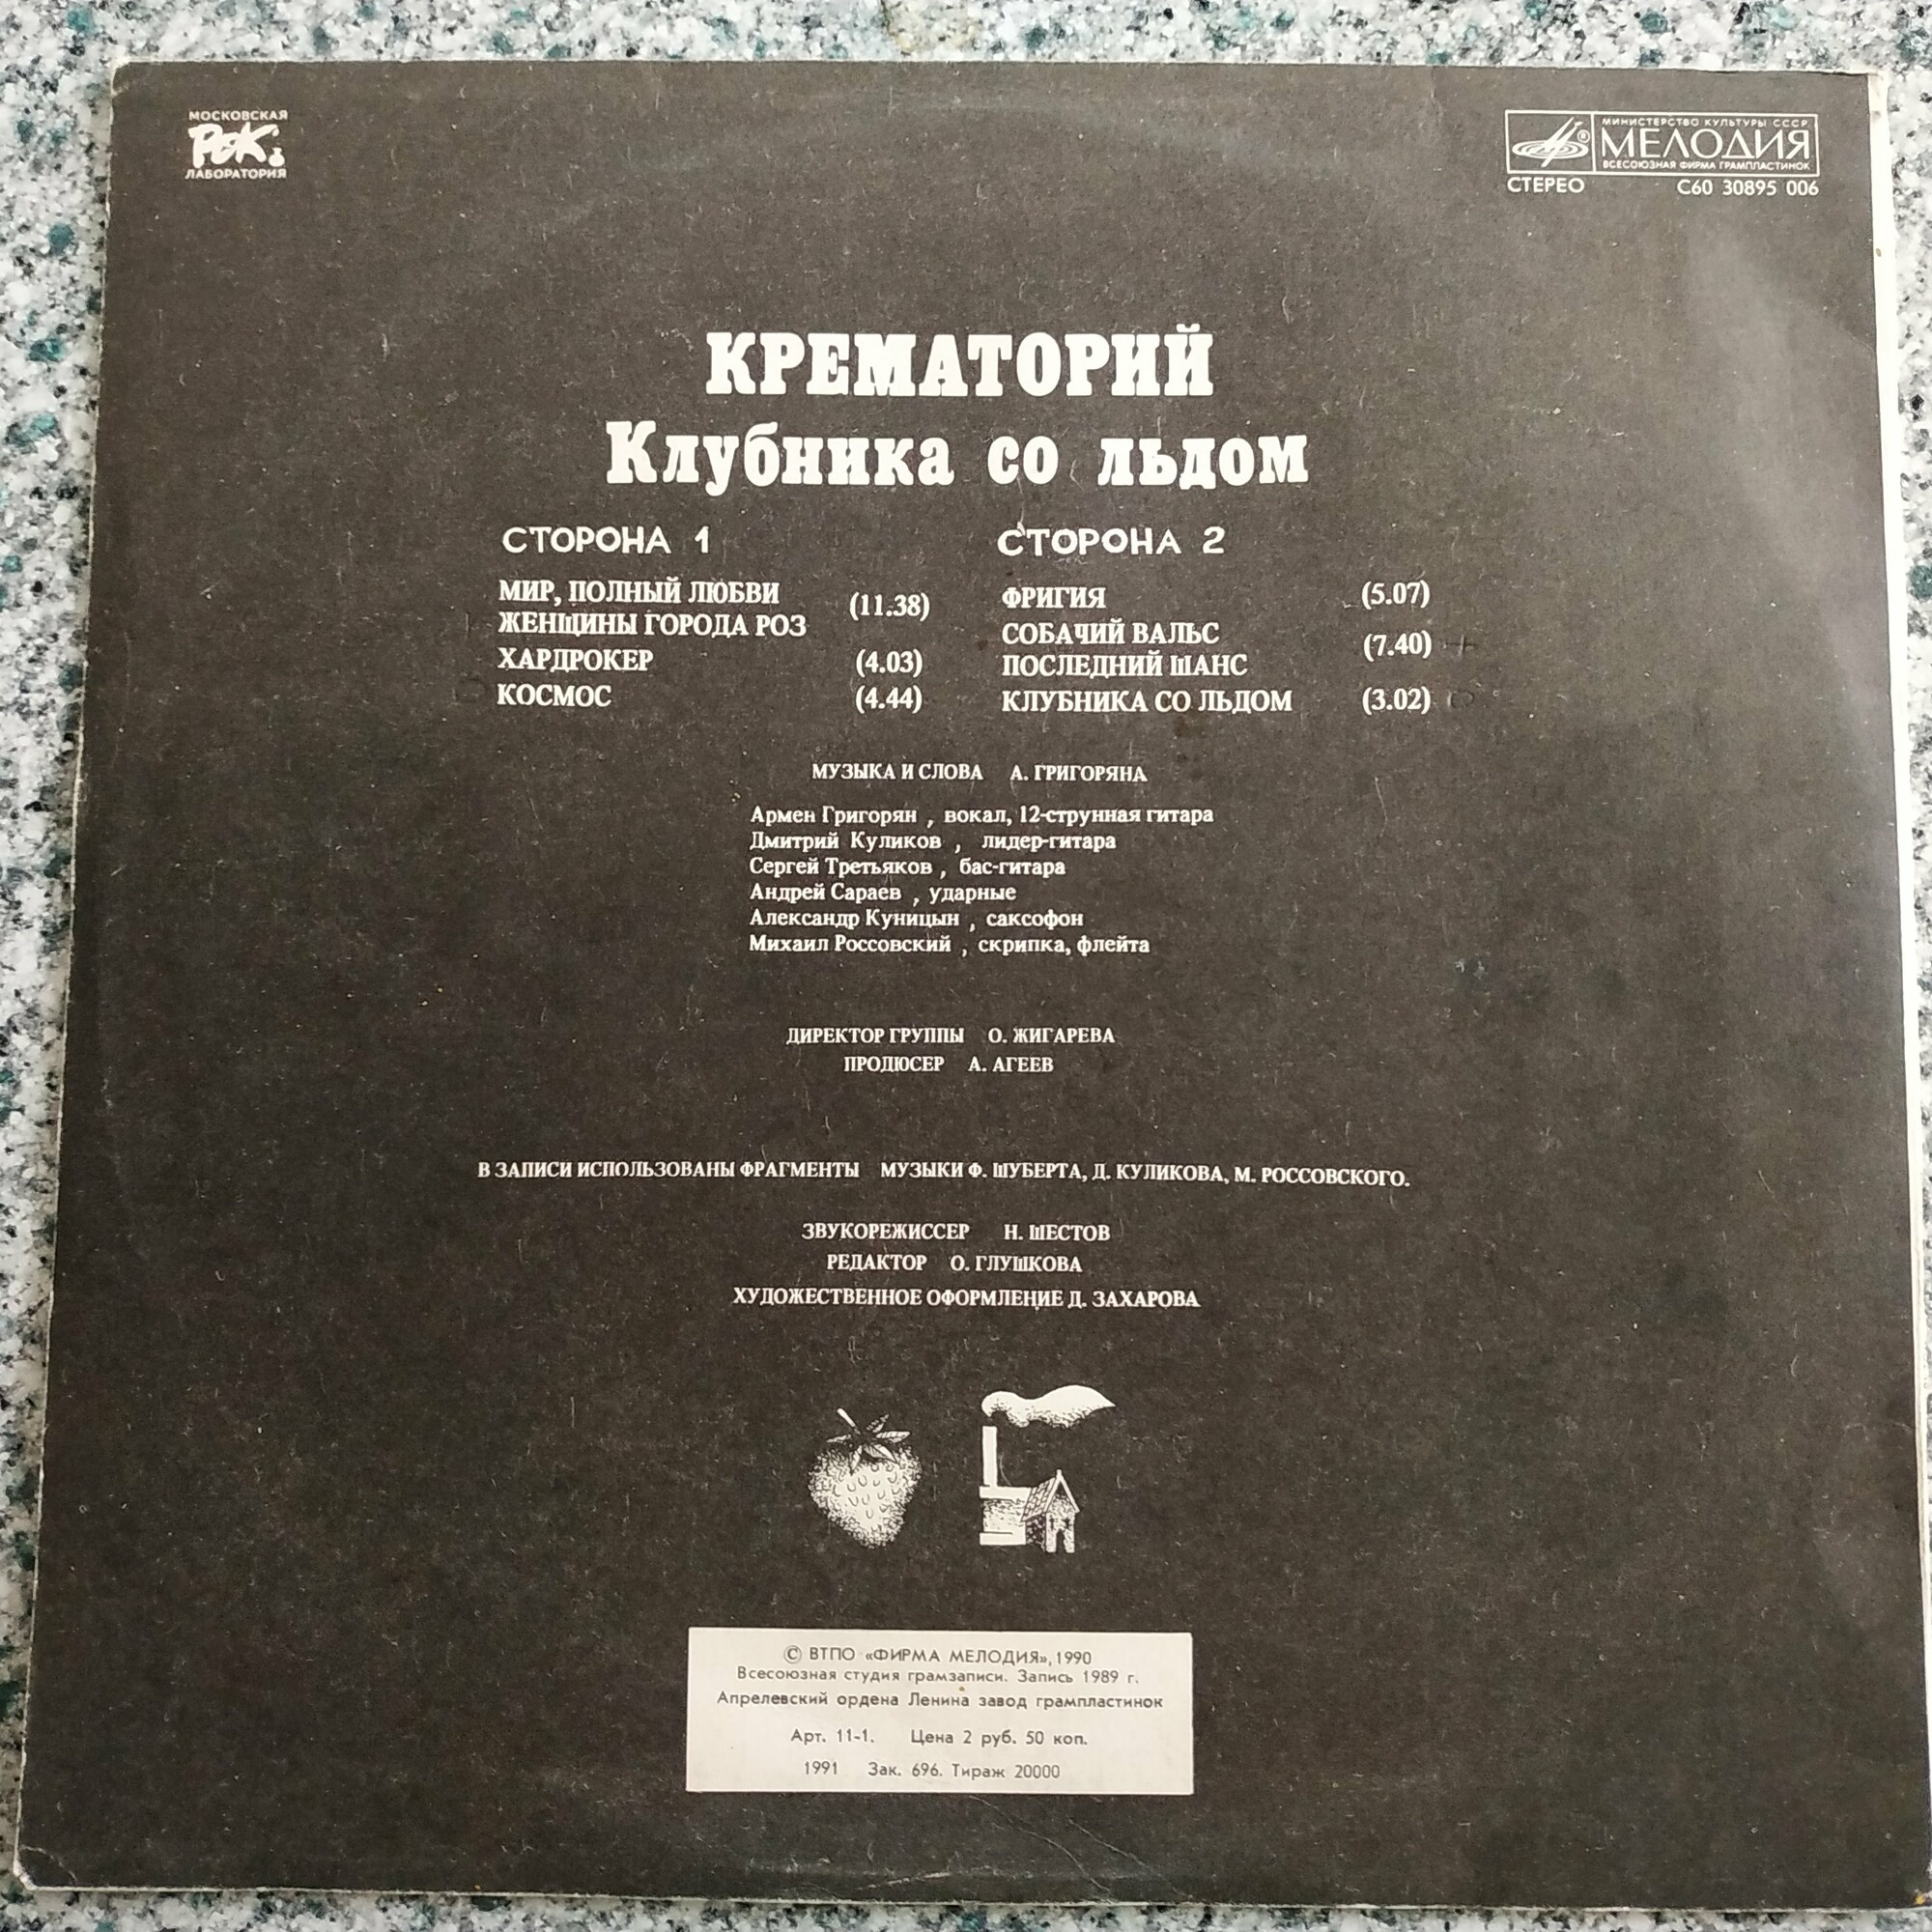 МОСКОВСКАЯ
РОК
ЛАБОРАТОРИЯ
МИНИСТЕРСТВО КУЛЬТУРЫ СССР
МЕЛОДИЯ
®
ВСЕСОЮЗНАЯ ФИРМА ГРАМПЛАСТИНОК
СТЕРЕО С60 30895 006
КРЕМАТОРИЙ
Клубника со льдом
СТОРОНА 1
МИР, ПОЛНЫЙ ЛЮБВИ
ЖЕНЩИНЫ ГОРОДА РОЗ (11.38)
ХАРДРОКЕР (4.03)
КОСМОС (4.44)
СТОРОНА 2
ФРИГИЯ (5.07)
СОБАЧИЙ ВАЛЬС
ПОСЛЕДНИЙ ШАНС (7.40) +
КЛУБНИКА СО ЛЬДОМ (3.02)
МУЗЫКА И СЛОВА А. ГРИГОРЯНА
Армен Григорян , вокал, 12-струнная гитара
Дмитрий Куликов , лидер-гитара
Сергей Третьяков , бас-гитара
Андрей Сараев , ударные
Александр Куницын , саксофон
Михаил Россовский , скрипка, флейта
ДИРЕКТОР ГРУППЫ О. ЖИГАРЕВА
ПРОДЮСЕР А. АГЕЕВ
В ЗАПИСИ ИСПОЛЬЗОВАНЫ ФРАГМЕНТЫ МУЗЫКИ Ф. ШУБЕРТА, Д. КУЛИКОВА, М. РОССОВСКОГО.
ЗВУКОРЕЖИССЕР Н. ШЕСТОВ
РЕДАКТОР О. ГЛУШКОВА
ХУДОЖЕСТВЕННОЕ ОФОРМЛЕНИЕ Д. ЗАХАРОВА
© ВТПО «ФИРМА МЕЛОДИЯ», 1990
Всесоюзная студия грамзаписи. Запись 1989 г.
Апрелевский ордена Ленина завод грампластинок
Арт. 11-1. Цена 2 руб. 50 коп.
1991 Зак. 696. Тираж 20000